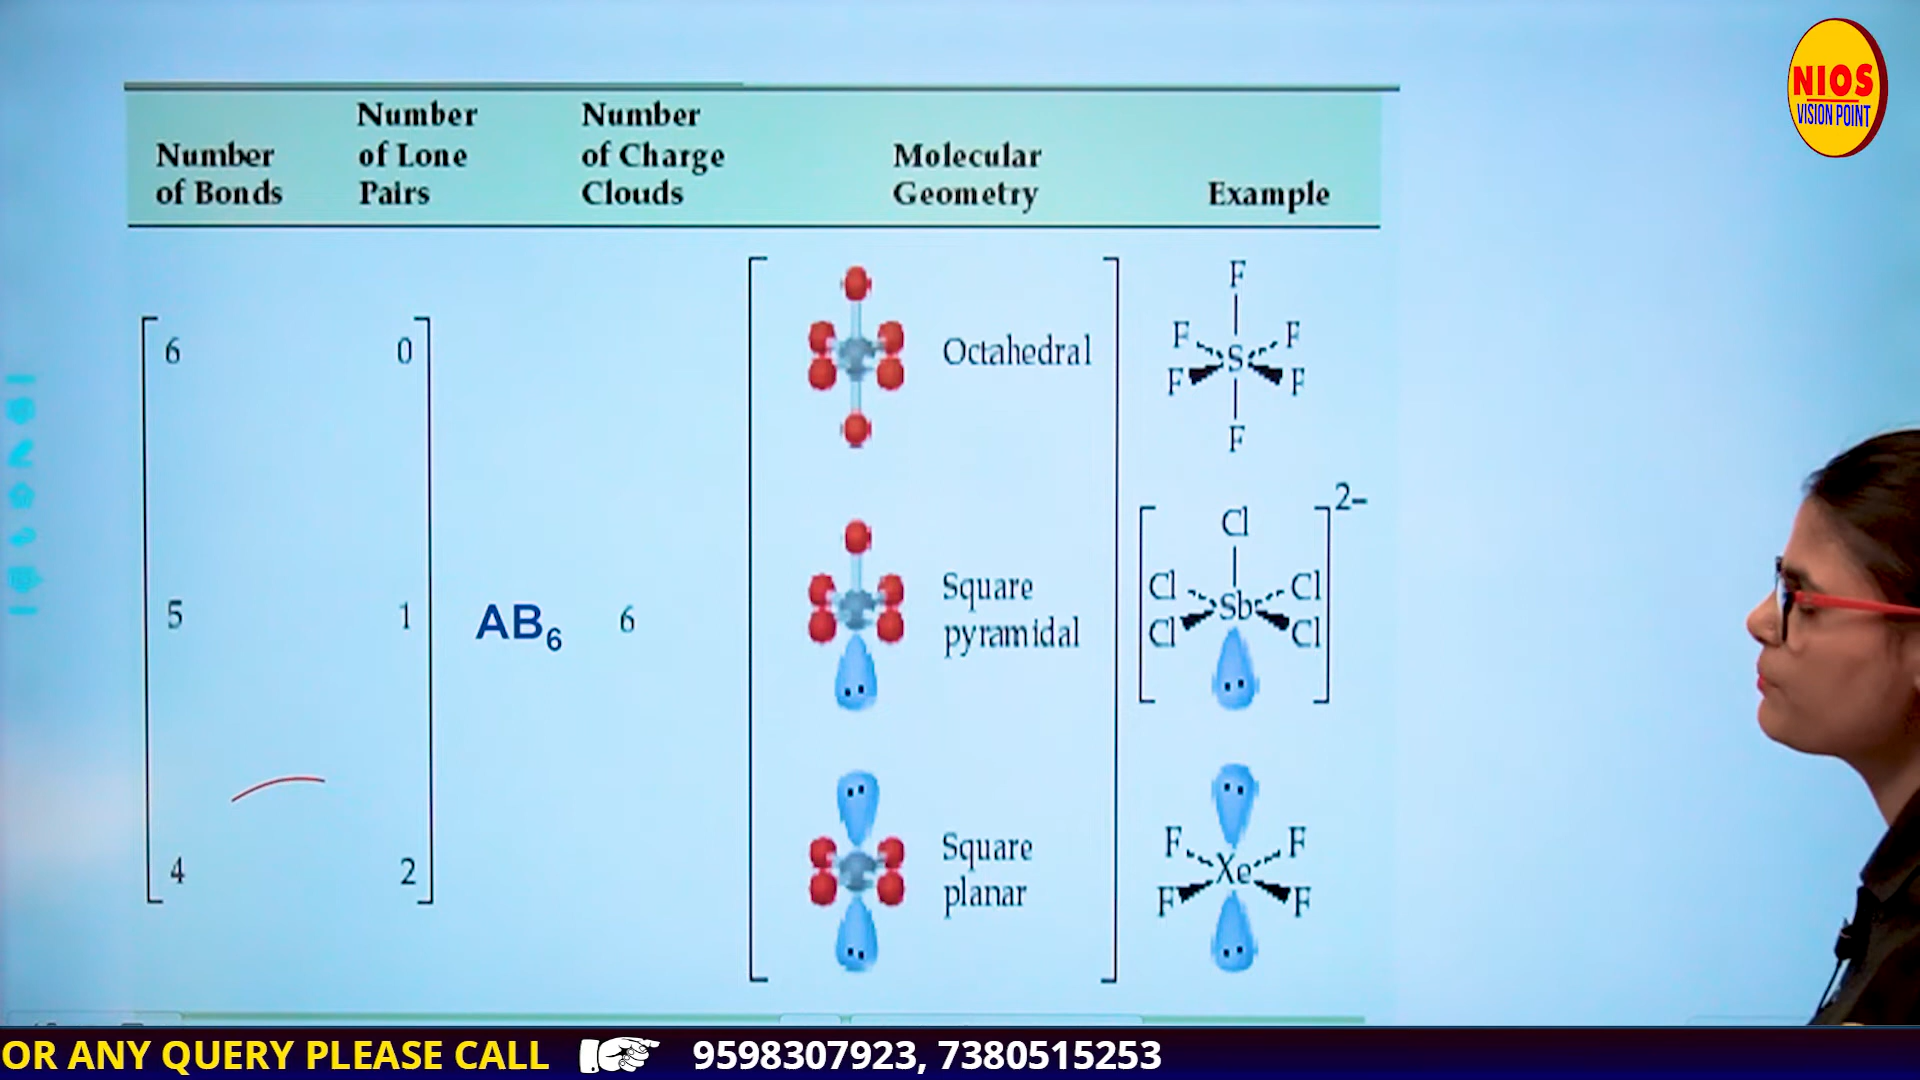 NIOS
VISION POINT
Number of Bonds
Number of Lone Pairs
Number of Charge Clouds
Molecular Geometry
Example
6
0
Octahedral
F
F F
S
F F
F
5
1
AB6
6
Square pyramidal
2–
Cl
Cl Cl
Sb
Cl Cl
4
2
Square planar
F F
Xe
F F
OR ANY QUERY PLEASE CALL 9598307923, 7380515253